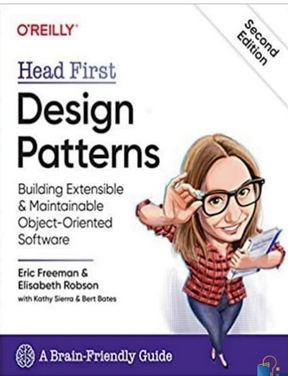 O'REILLY®
Second
Edition
Head First
Design
Patterns
Building Extensible
& Maintainable
Object-Oriented
Software
Eric Freeman &
Elisabeth Robson
with Kathy Sierra & Bert Bates
A Brain-Friendly Guide